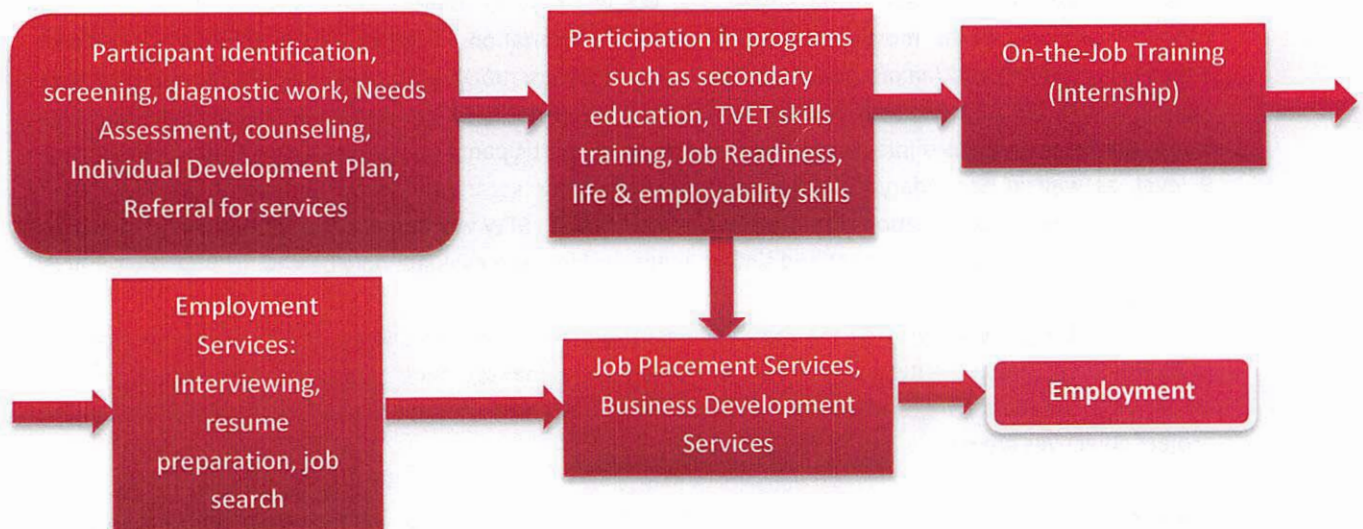 Participant identification,
screening, diagnostic work, Needs
Assessment, counseling,
Individual Development Plan,
Referral for services
Participation in programs
such as secondary
education, TVET skills
training, Job Readiness,
life & employability skills
On-the-Job Training
(Internship)
Employment
Services:
Interviewing,
resume
preparation, job
search
Job Placement Services,
Business Development
Services
Employment